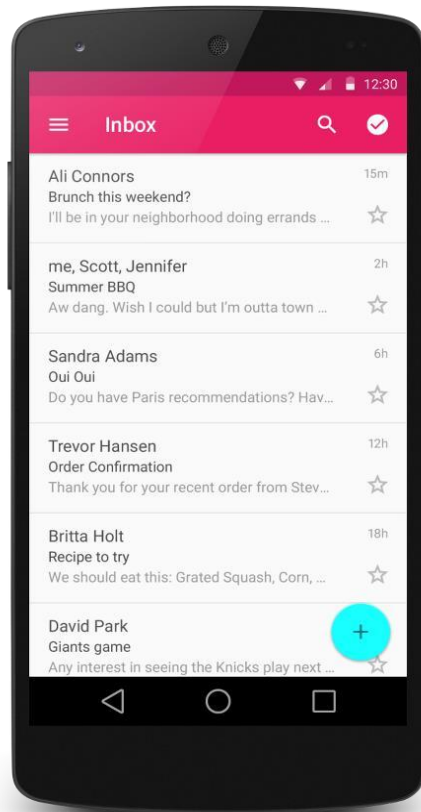 12:30
Inbox
Ali Connors 15m
Brunch this weekend?
I'll be in your neighborhood doing errands ...
me, Scott, Jennifer 2h
Summer BBQ
Aw dang. Wish I could but I'm outta town ...
Sandra Adams 6h
Oui Oui
Do you have Paris recommendations? Hav...
Trevor Hansen 12h
Order Confirmation
Thank you for your recent order from Stev...
Britta Holt 18h
Recipe to try
We should eat this: Grated Squash, Corn, ...
David Park
Giants game
Any interest in seeing the Knicks play next ...